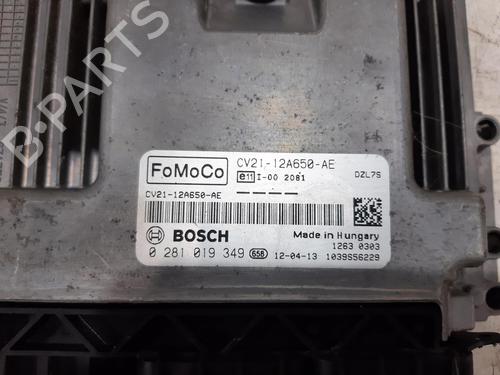 B-PARTS
FoMoCo
CV21-12A650-AE
e11 I-00 2081
DZL7S
CV21-12A650-AE
BOSCH
Made in Hungary
1263 0303
0 281 019 349 658 12-04-13 1039S56229